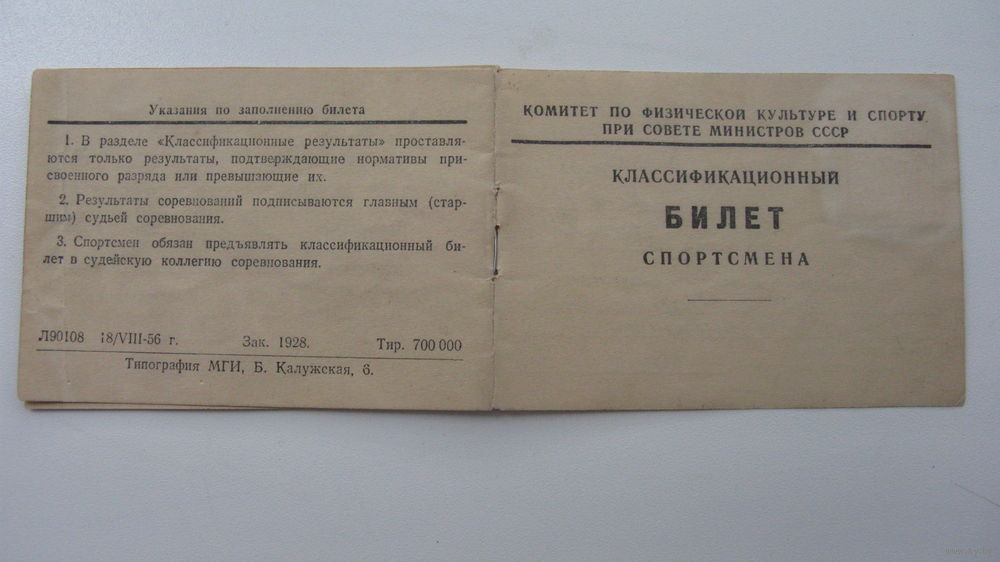 Указания по заполнению билета
1. В разделе «Классификационные результаты» проставля-
ются только результаты, подтверждающие нормативы при-
своенного разряда или превышающие их.
2. Результаты соревнований подписываются главным (стар-
шим) судьей соревнования.
3. Спортсмен обязан предъявлять классификационный би-
лет в судейскую коллегию соревнования.
Л90108 18/VIII-56 г. Зак. 1928. Тир. 700 000
Типография МГИ, Б. Калужская, 6.
КОМИТЕТ ПО ФИЗИЧЕСКОЙ КУЛЬТУРЕ И СПОРТУ
ПРИ СОВЕТЕ МИНИСТРОВ СССР
КЛАССИФИКАЦИОННЫЙ
БИЛЕТ
СПОРТСМЕНА